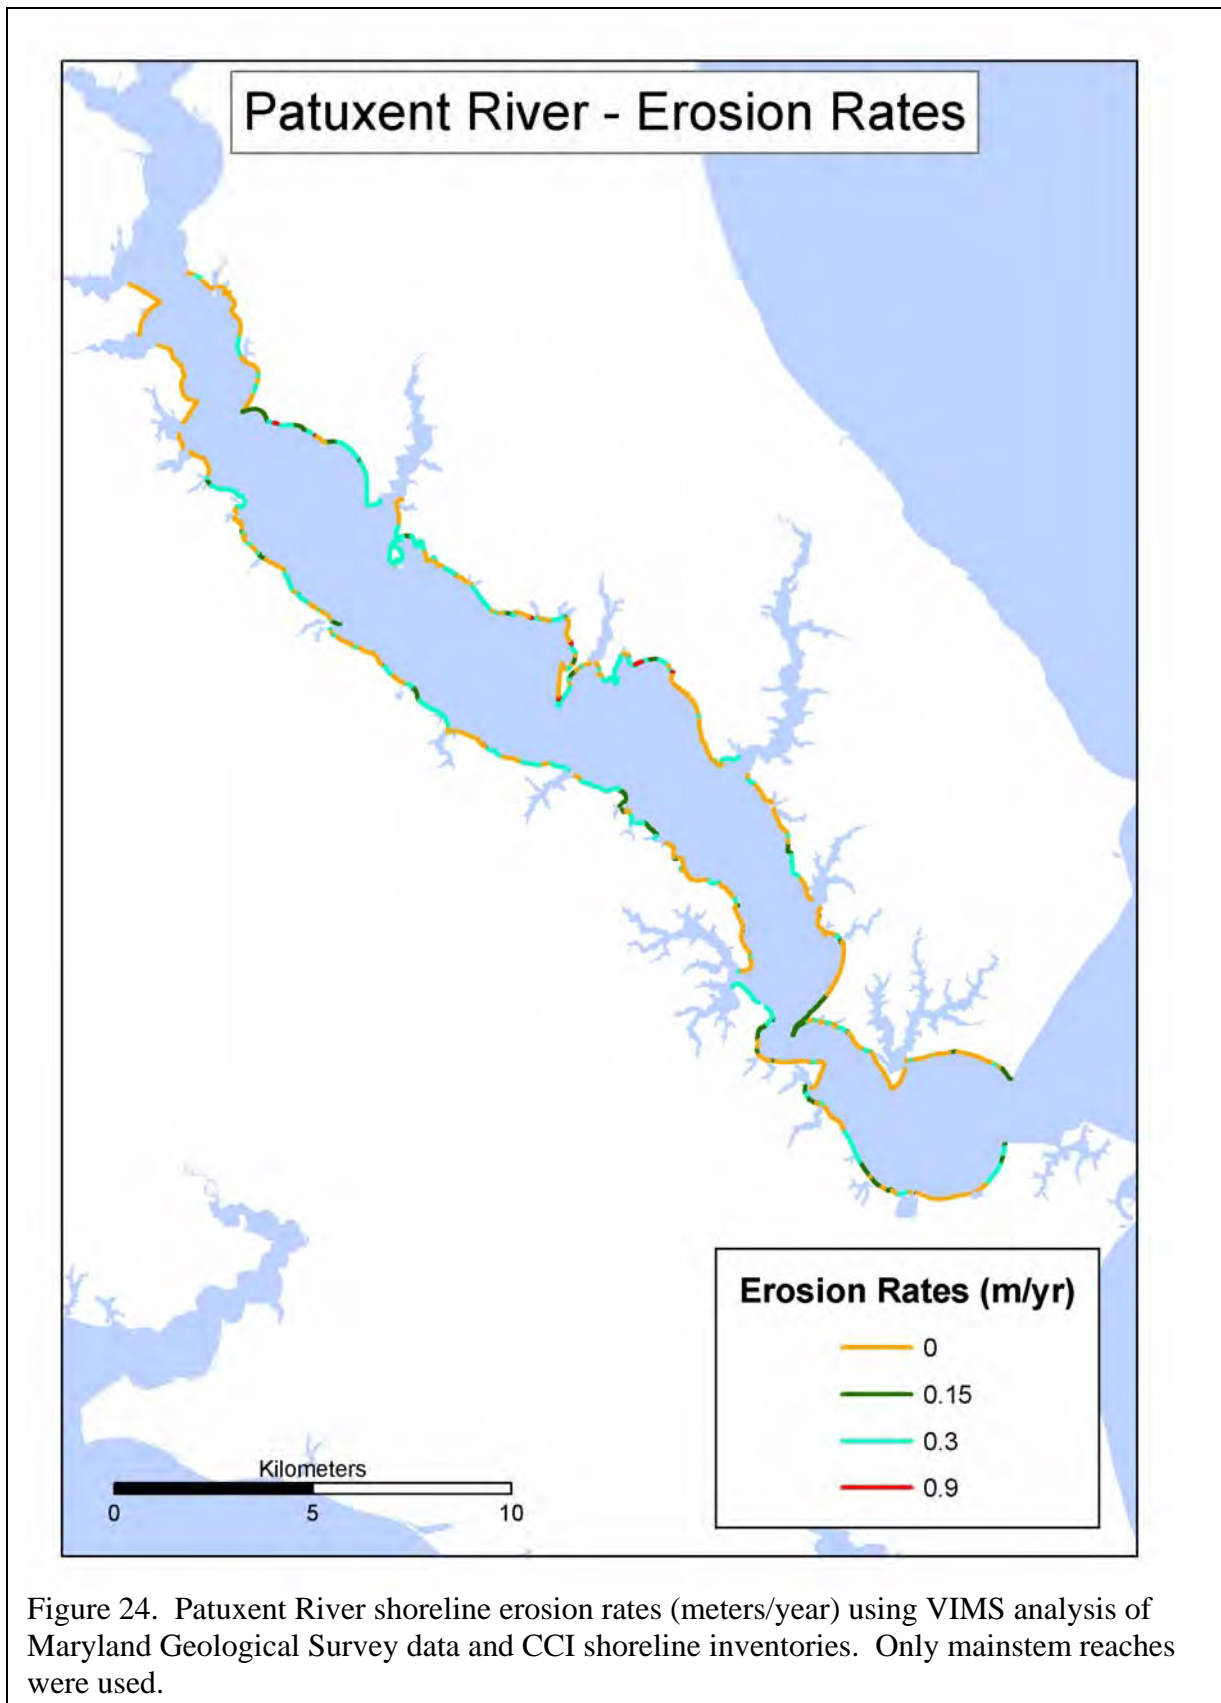 Patuxent River - Erosion Rates
Erosion Rates (m/yr)
0
0.15
0.3
0.9
Kilometers
0 5 10
Figure 24.  Patuxent River shoreline erosion rates (meters/year) using VIMS analysis of
Maryland Geological Survey data and CCI shoreline inventories.  Only mainstem reaches
were used.